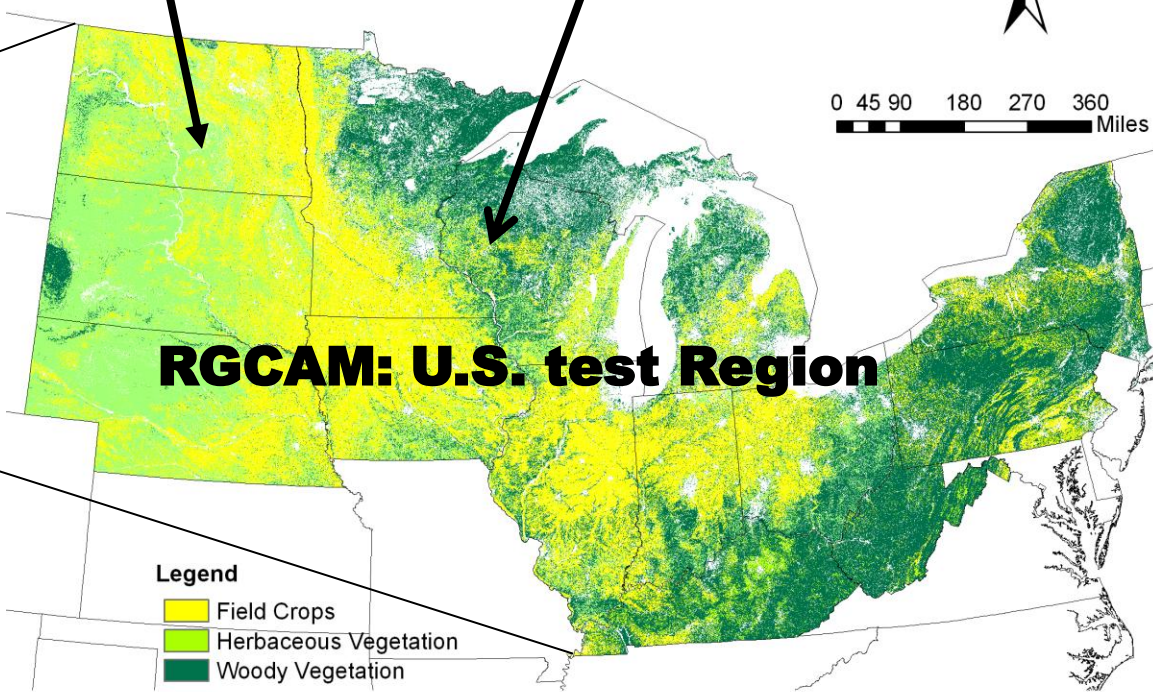 0 45 90 180 270 360
Miles
RGCAM: U.S. test Region
Legend
Field Crops
Herbaceous Vegetation
Woody Vegetation